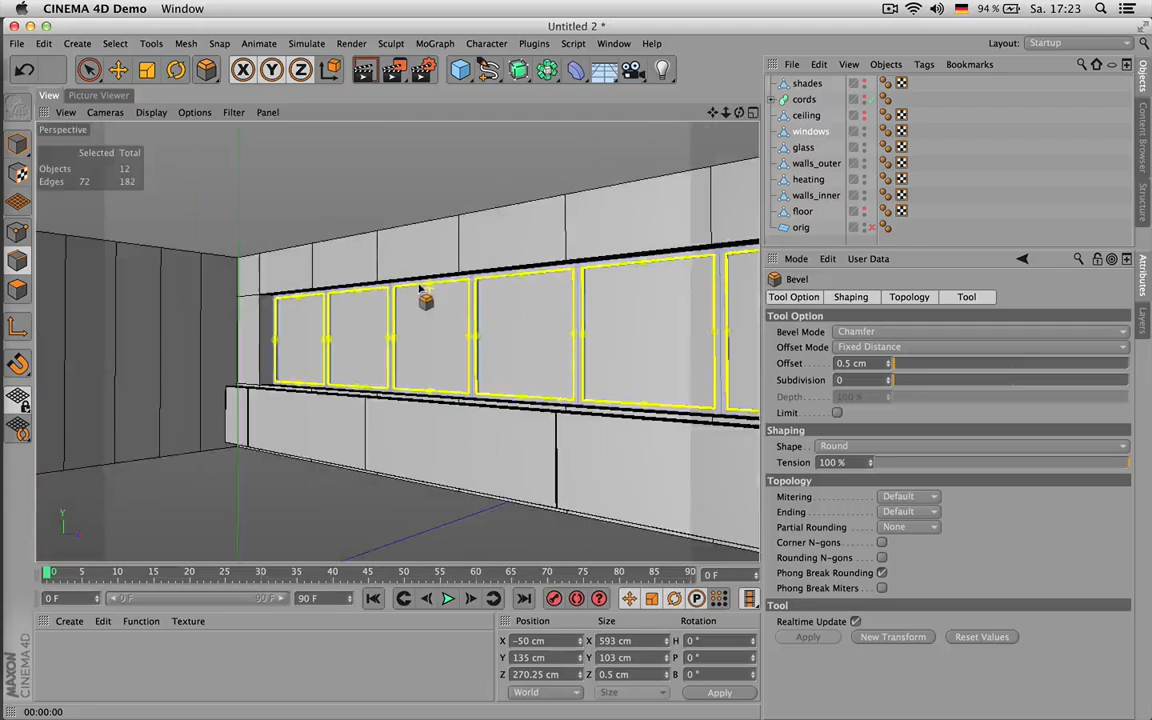 CINEMA 4D Demo Window 94 % Sa. 17:23
Untitled 2 *
File Edit Create Select Tools Mesh Snap Animate Simulate Render Sculpt MoGraph Character Plugins Script Window Help Layout: Startup
X Y Z
View Picture Viewer
View Cameras Display Options Filter Panel
Perspective
Selected Total
Objects 12
Edges 72 182
Y
Z
File Edit View Objects Tags Bookmarks
shades
cords
ceiling
windows
glass
walls_outer
heating
walls_inner
floor
orig
Objects
Content Browser
Structure
Mode Edit User Data
Bevel
Tool Option Shaping Topology Tool
Tool Option
Bevel Mode Chamfer
Offset Mode Fixed Distance
Offset 0.5 cm
Subdivision 0
Depth 100 %
Limit
Shaping
Shape Round
Tension 100 %
Topology
Mitering Default
Ending Default
Partial Rounding None
Corner N-gons
Rounding N-gons
Phong Break Rounding
Phong Break Miters
Tool
Realtime Update
Apply New Transform Reset Values
Attributes
Layers
0 5 10 15 20 25 30 35 40 45 50 55 60 65 70 75 80 85 90 0 F
0 F 0 F 90 F 90 F
P
Create Edit Function Texture
Position Size Rotation
X -50 cm X 593 cm H 0 °
Y 135 cm Y 103 cm P 0 °
Z 270.25 cm Z 0.5 cm B 0 °
World Size Apply
MAXON
CINEMA 4D
00:00:00